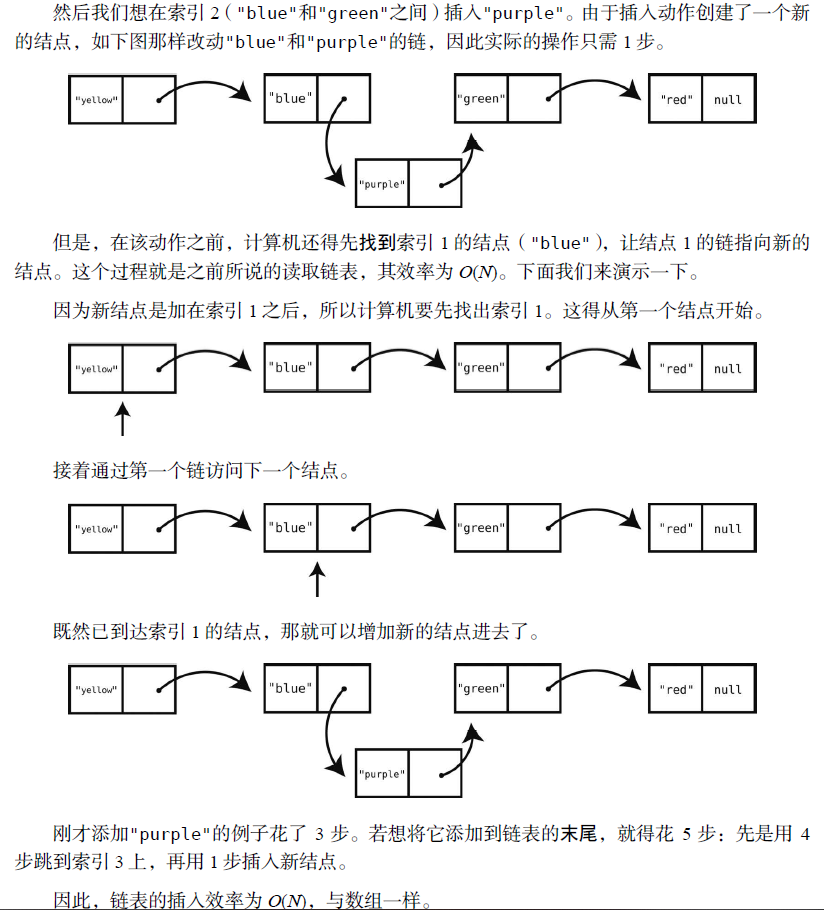 然后我们想在索引 2（"blue"和"green"之间）插入"purple"。由于插入动作创建了一个新
的结点，如下图那样改动"blue"和"purple"的链，因此实际的操作只需 1 步。
"yellow" "blue" "green" "red" null
"purple"
但是，在该动作之前，计算机还得先找到索引 1 的结点（"blue"），让结点 1 的链指向新的
结点。这个过程就是之前所说的读取链表，其效率为 O(N)。下面我们来演示一下。
因为新结点是加在索引 1 之后，所以计算机要先找出索引 1。这得从第一个结点开始。
"yellow" "blue" "green" "red" null
接着通过第一个链访问下一个结点。
"yellow" "blue" "green" "red" null
既然已到达索引 1 的结点，那就可以增加新的结点进去了。
"yellow" "blue" "green" "red" null
"purple"
刚才添加"purple"的例子花了 3 步。若想将它添加到链表的末尾，就得花 5 步：先是用 4
步跳到索引 3 上，再用 1 步插入新结点。
因此，链表的插入效率为 O(N)，与数组一样。